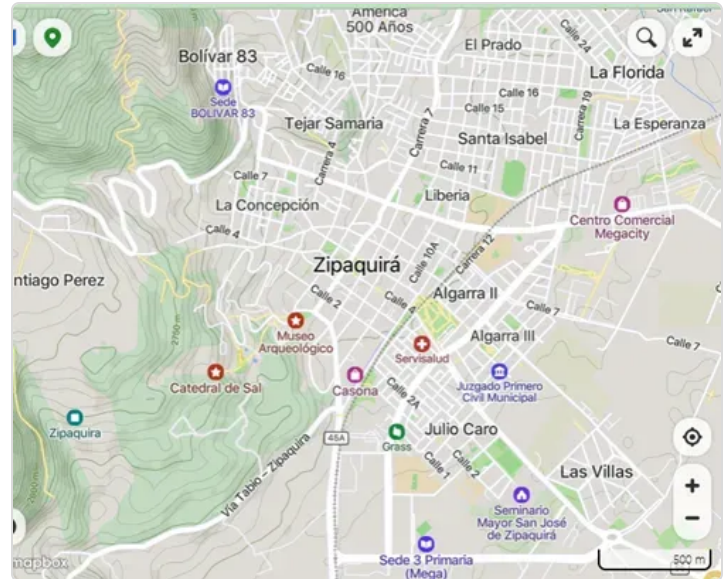 América
500 Años
El Prado
Calle 24
Bolívar 83
Calle 16
La Florida
Sede
BOLIVAR 83
Calle 16
Calle 15
Carrera 7
Carrera 19
Tejar Samaria
Santa Isabel
La Esperanza
Carrera 4
Calle 11
Calle 7
Liberia
La Concepción
Centro Comercial
Megacity
Calle 4
Calle 10A
Carrera 12
Zipaquirá
ntiago Perez
Calle 2
Calle 4
Algarra II
Calle 7
2750 m
Museo
Arqueológico
Servisalud
Algarra III
Calle 7
Catedral de Sal
Casona
Juzgado Primero
Civil Municipal
Calle 2A
Zipaquira
45A
Grass
Julio Caro
Vía Tabio - Zipaquira
Calle 1
Calle 2
Las Villas
Seminario
Mayor San José
de Zipaquirá
Sede 3 Primaria
(Mega)
mapbox
500 m